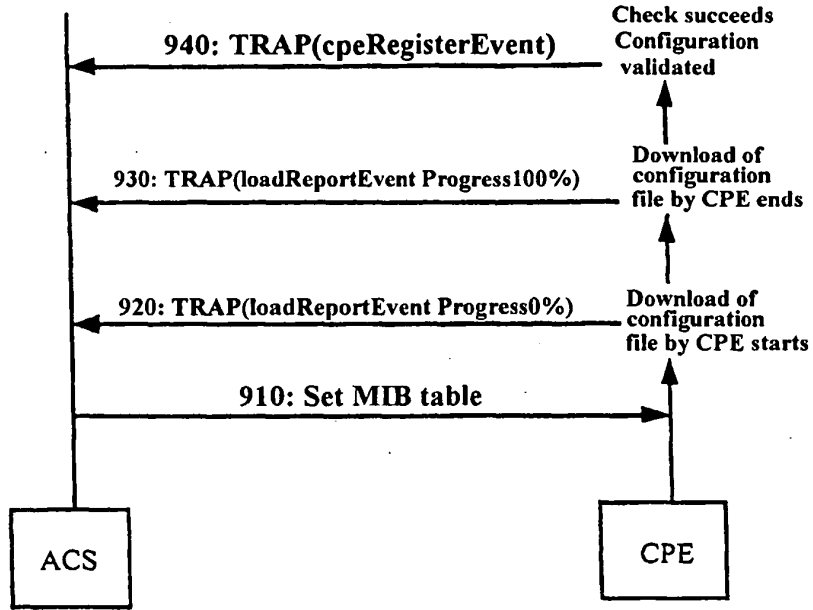 Check succeeds
Configuration
validated
940: TRAP(cpeRegisterEvent)
Download of
configuration
file by CPE ends
930: TRAP(loadReportEvent Progress100%)
Download of
configuration
file by CPE starts
920: TRAP(loadReportEvent Progress0%)
910: Set MIB table
ACS
CPE